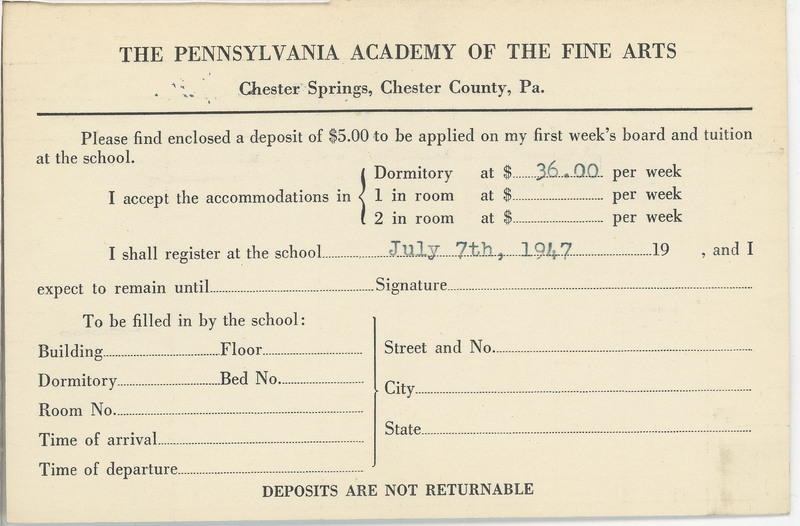 THE PENNSYLVANIA ACADEMY OF THE FINE ARTS
Chester Springs, Chester County, Pa.
Please find enclosed a deposit of $5.00 to be applied on my first week's board and tuition
at the school.
I accept the accommodations in
Dormitory at $ 36.00 per week
1 in room at $ per week
2 in room at $ per week
I shall register at the school July 7th, 1947 19 , and I
expect to remain until Signature
To be filled in by the school:
Building Floor
Dormitory Bed No.
Room No.
Time of arrival
Time of departure
Street and No.
City
State
DEPOSITS ARE NOT RETURNABLE